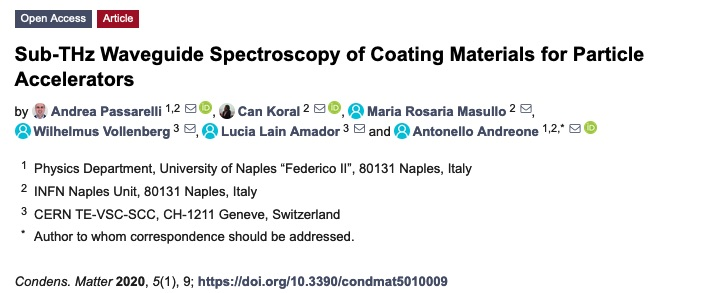 Open Access Article
Sub-THz Waveguide Spectroscopy of Coating Materials for Particle
Accelerators
by Andrea Passarelli 1,2 iD, Can Koral 2 iD, Maria Rosaria Masullo 2,
Wilhelmus Vollenberg 3, Lucia Lain Amador 3 and Antonello Andreone 1,2,* iD
1 Physics Department, University of Naples “Federico II”, 80131 Naples, Italy
2 INFN Naples Unit, 80131 Naples, Italy
3 CERN TE-VSC-SCC, CH-1211 Geneve, Switzerland
* Author to whom correspondence should be addressed.
Condens. Matter 2020, 5(1), 9; https://doi.org/10.3390/condmat5010009